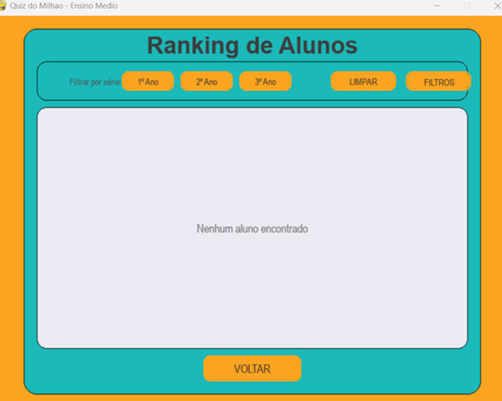 Quiz do Milhao - Ensino Medio
Ranking de Alunos
Filtrar por série: 1º Ano 2º Ano 3º Ano LIMPAR FILTROS
Nenhum aluno encontrado
VOLTAR